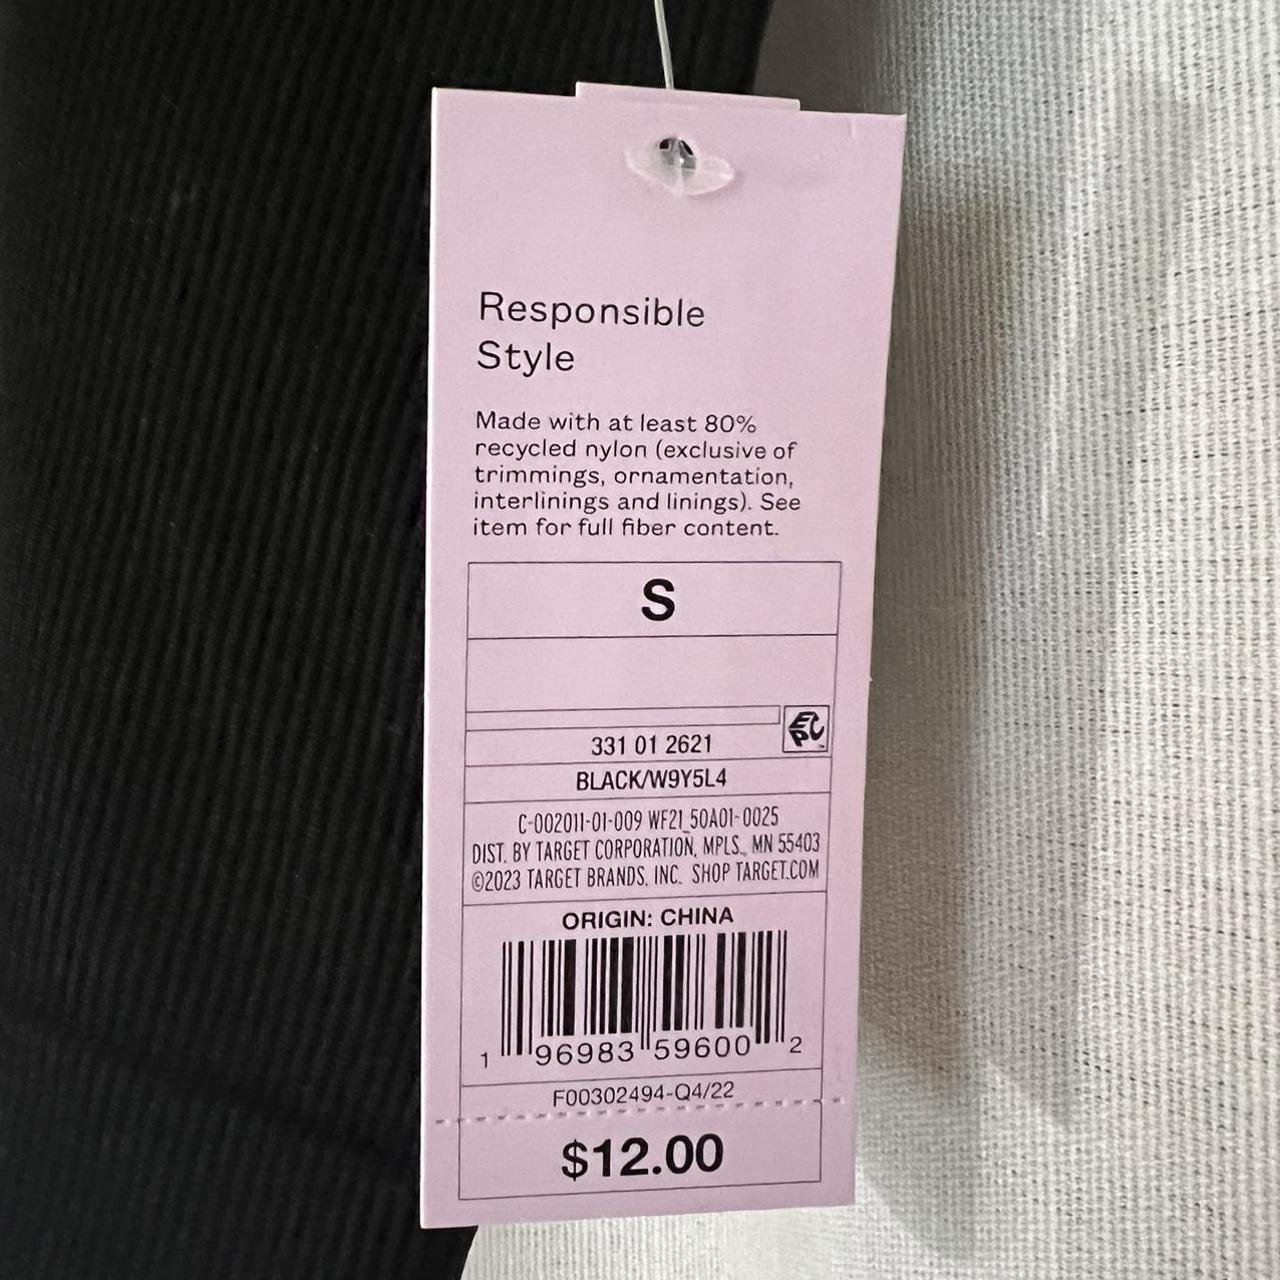 Responsible
Style
Made with at least 80%
recycled nylon (exclusive of
trimmings, ornamentation,
interlinings and linings). See
item for full fiber content.
S
EPC
331 01 2621
BLACK/W9Y5L4
C-002011-01-009 WF21_50A01-0025
DIST. BY TARGET CORPORATION, MPLS., MN 55403
©2023 TARGET BRANDS, INC. SHOP TARGET.COM
ORIGIN: CHINA
1 96983 59600 2
F00302494-Q4/22
$12.00